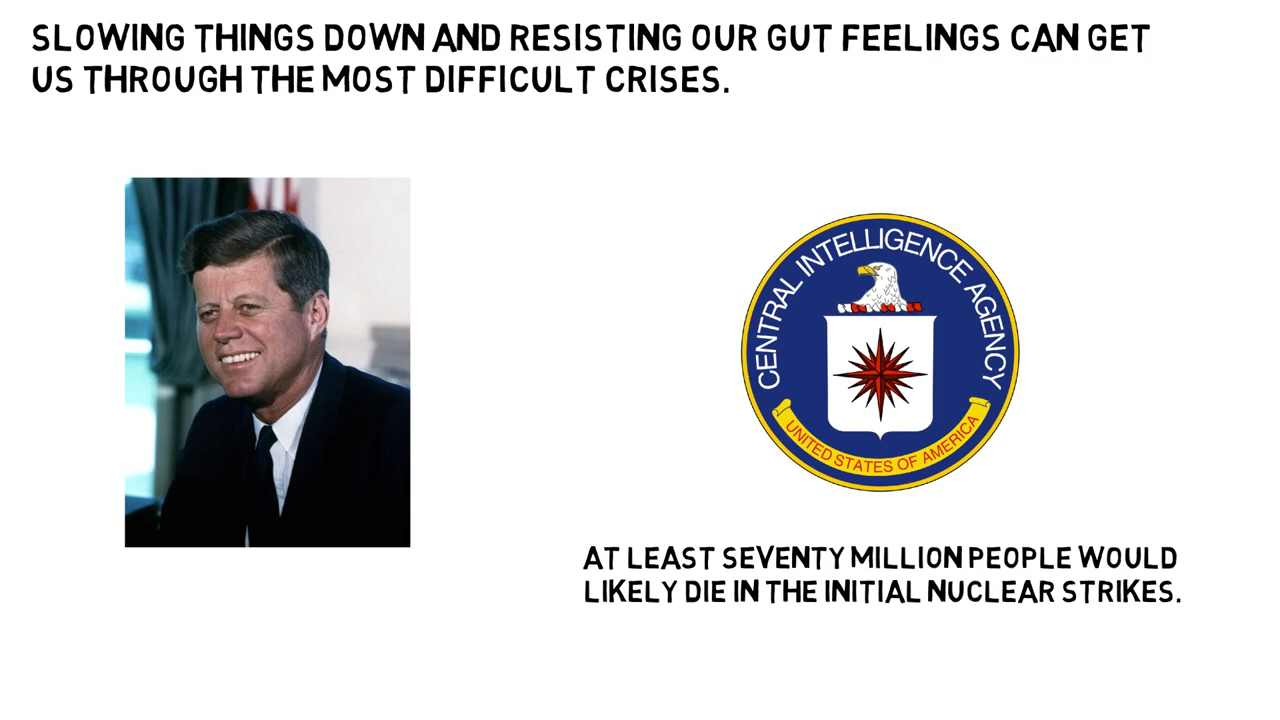 SLOWING THINGS DOWN AND RESISTING OUR GUT FEELINGS CAN GET
US THROUGH THE MOST DIFFICULT CRISES.
CENTRAL INTELLIGENCE AGENCY
UNITED STATES OF AMERICA
AT LEAST SEVENTY MILLION PEOPLE WOULD
LIKELY DIE IN THE INITIAL NUCLEAR STRIKES.